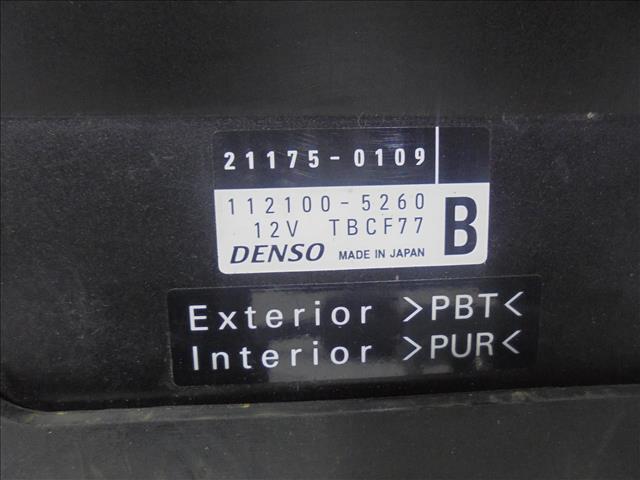 21175-0109
112100-5260
12V TBCF77 B
DENSO MADE IN JAPAN
Exterior >PBT<
Interior >PUR<